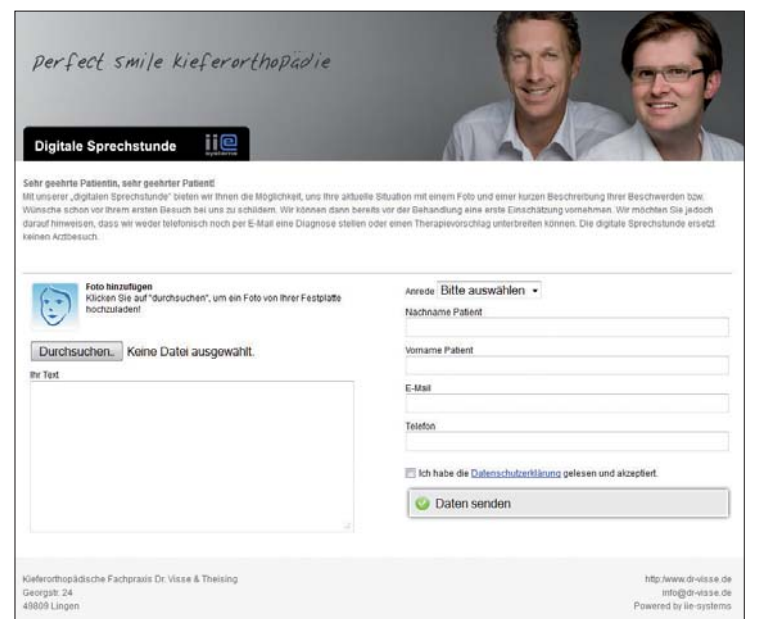 perfect smile kieferorthopädie
Digitale Sprechstunde
iie
systems
Sehr geehrte Patientin, sehr geehrter Patient!
Mit unserer „digitalen Sprechstunde" bieten wir Ihnen die Möglichkeit, uns Ihre aktuelle Situation mit einem Foto und einer kurzen Beschreibung Ihrer Beschwerden bzw.
Wünsche schon vor Ihrem ersten Besuch bei uns zu schildern. Wir können dann bereits vor der Behandlung eine erste Einschätzung vornehmen. Wir möchten Sie jedoch
darauf hinweisen, dass wir weder telefonisch noch per E-Mail eine Diagnose stellen oder einen Therapievorschlag unterbreiten können. Die digitale Sprechstunde ersetzt
keinen Arztbesuch.
Foto hinzufügen
Klicken Sie auf "durchsuchen", um ein Foto von Ihrer Festplatte
hochzuladen!
Durchsuchen.. Keine Datei ausgewählt.
Ihr Text
Anrede Bitte auswählen
Nachname Patient
Vorname Patient
E-Mail
Telefon
Ich habe die Datenschutzerklärung gelesen und akzeptiert.
Daten senden
Kieferorthopädische Fachpraxis Dr. Visse & Theising
Georgstr. 24
49809 Lingen
http:/www.dr-visse.de
info@dr-visse.de
Powered by iie-systems